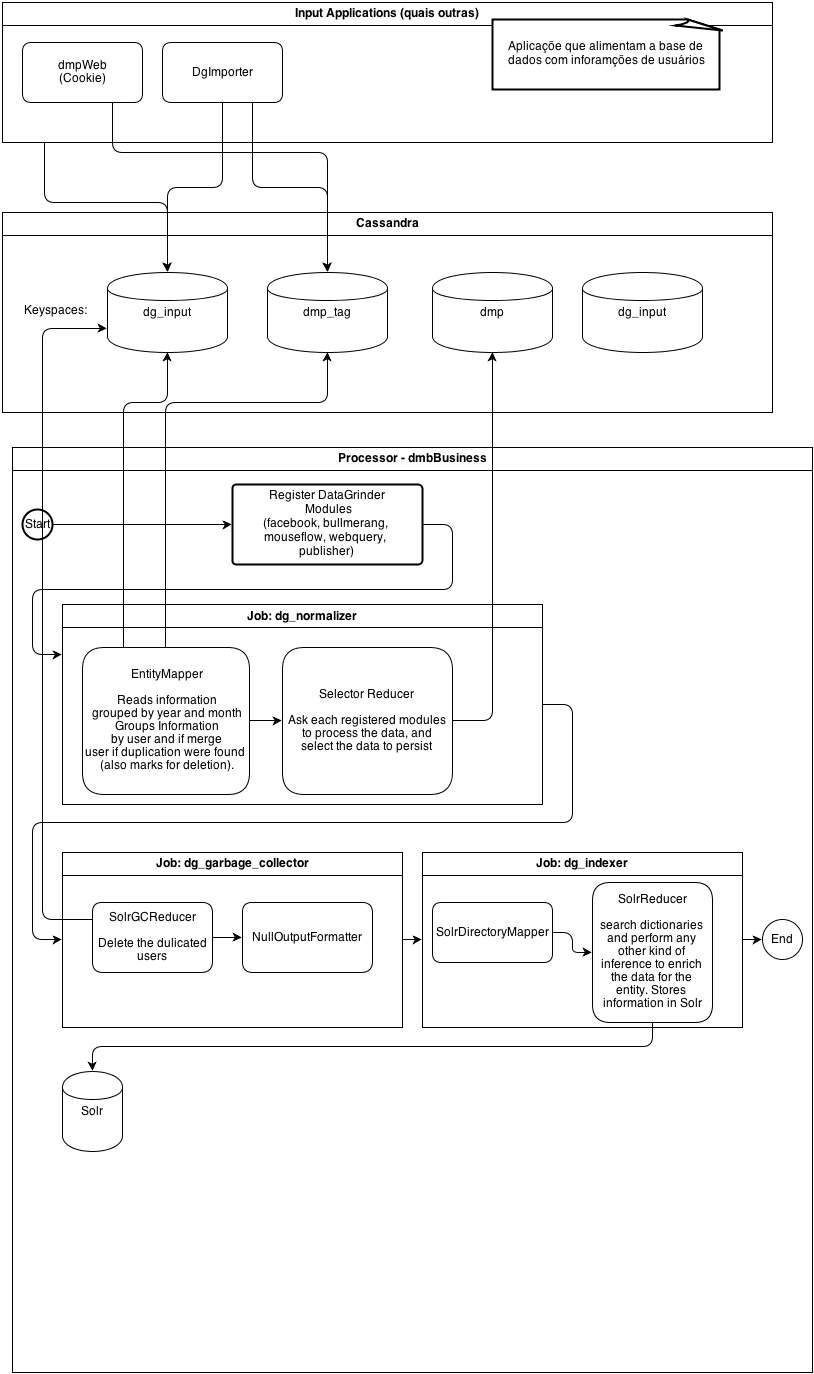 Input Applications (quais outras)
dmpWeb
(Cookie)
DgImporter
Aplicaçõe que alimentam a base de
dados com inforamções de usuários
Cassandra
Keyspaces:
dg_input
dmp_tag
dmp
dg_input
Processor - dmbBusiness
Start
Register DataGrinder
Modules
(facebook, bullmerang,
mouseflow, webquery,
publisher)
Job: dg_normalizer
EntityMapper
Reads information
grouped by year and month
Groups Information
by user and if merge
user if duplication were found
(also marks for deletion).
Selector Reducer
Ask each registered modules
to process the data, and
select the data to persist
Job: dg_garbage_collector
SolrGCReducer
Delete the dulicated
users
NullOutputFormatter
Job: dg_indexer
SolrDirectoryMapper
SolrReducer
search dictionaries
and perform any
other kind of
inference to enrich
the data for the
entity. Stores
information in Solr
End
Solr